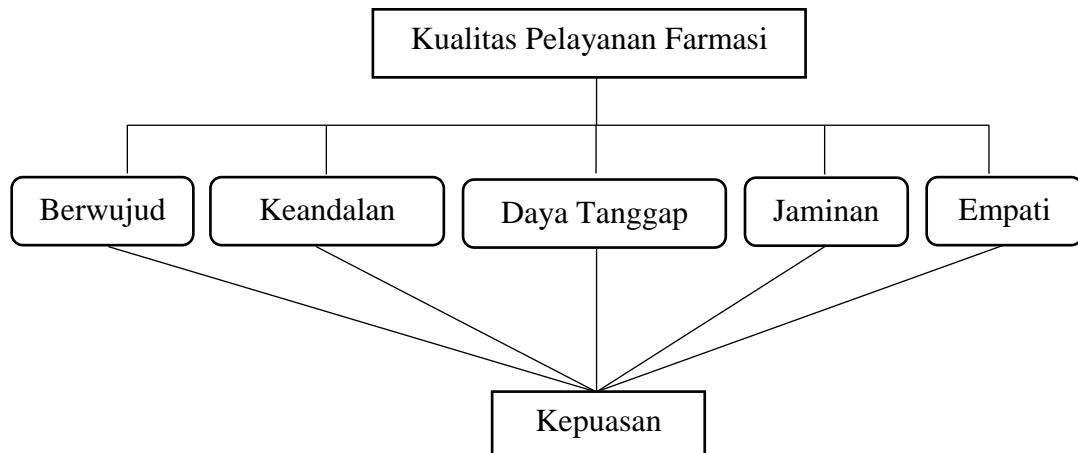 Kualitas Pelayanan Farmasi
Berwujud
Keandalan
Daya Tanggap
Jaminan
Empati
Kepuasan